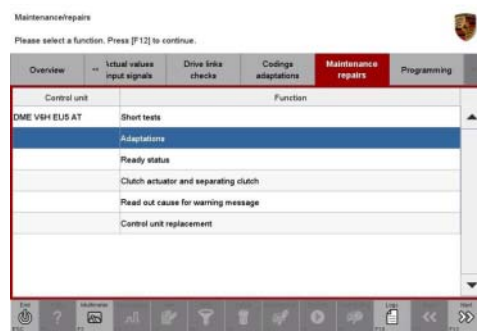 Maintenance/repairs
Please select a function. Press [F12] to continue.
Overview
Actual values input signals
Drive links checks
Codings adaptations
Maintenance repairs
Programming
Control unit Function
DME V6H EU5 AT Short tests
Adaptations
Ready status
Clutch actuator and separating clutch
Read out cause for warning message
Control unit replacement
Multimeter
Logs
Next